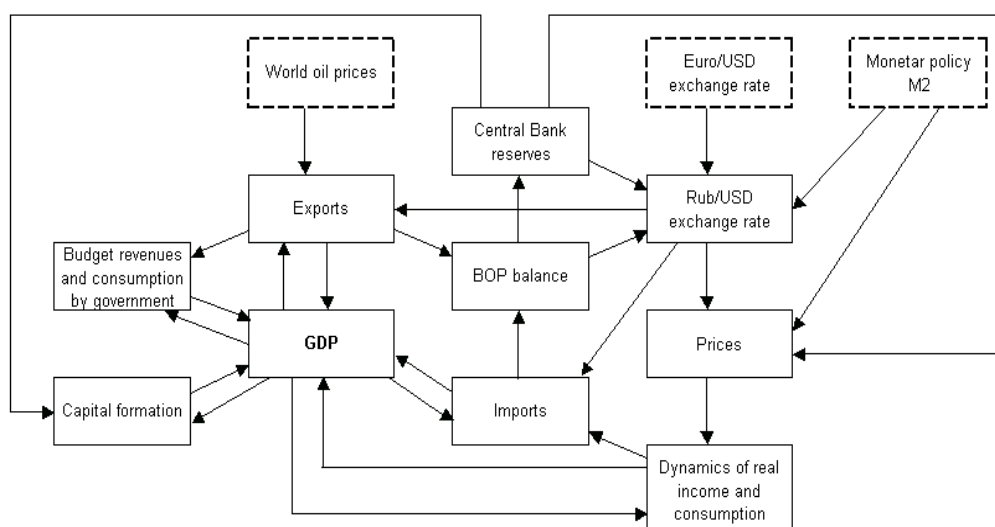 World oil prices
Euro/USD
exchange rate
Monetar policy
M2
Central Bank
reserves
Exports
Rub/USD
exchange rate
Budget revenues
and consumption
by government
BOP balance
GDP
Prices
Capital formation
Imports
Dynamics of real
income and
consumption